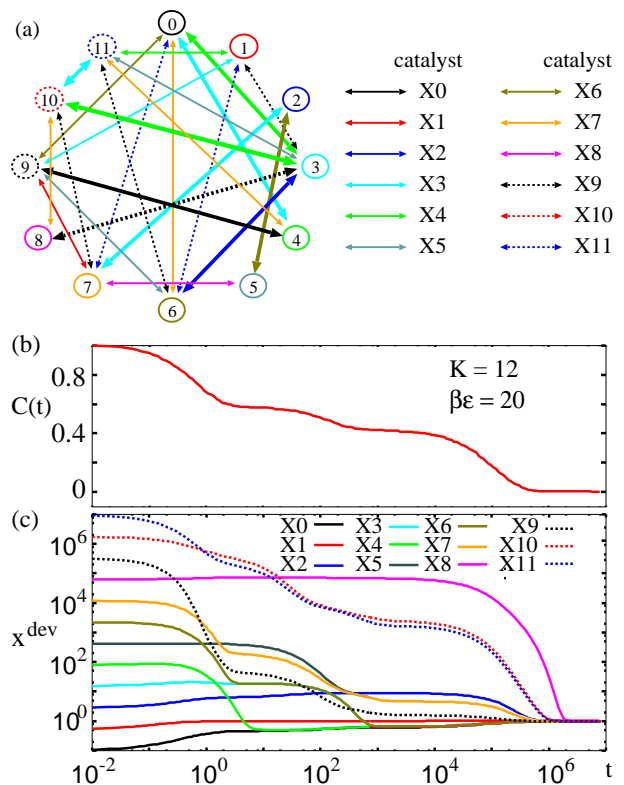 (a)
0
11
1
10
2
9
3
8
4
7
5
6
catalyst catalyst
X0 X6
X1 X7
X2 X8
X3 X9
X4 X10
X5 X11
(b)
0.8
C(t)
0.4
0
K = 12
βε = 20
(c)
X0 X3 X6 X9
X1 X4 X7 X10
X2 X5 X8 X11
10^6
10^4
x^dev
10^2
10^0
10^-2 10^0 10^2 10^4 10^6 t